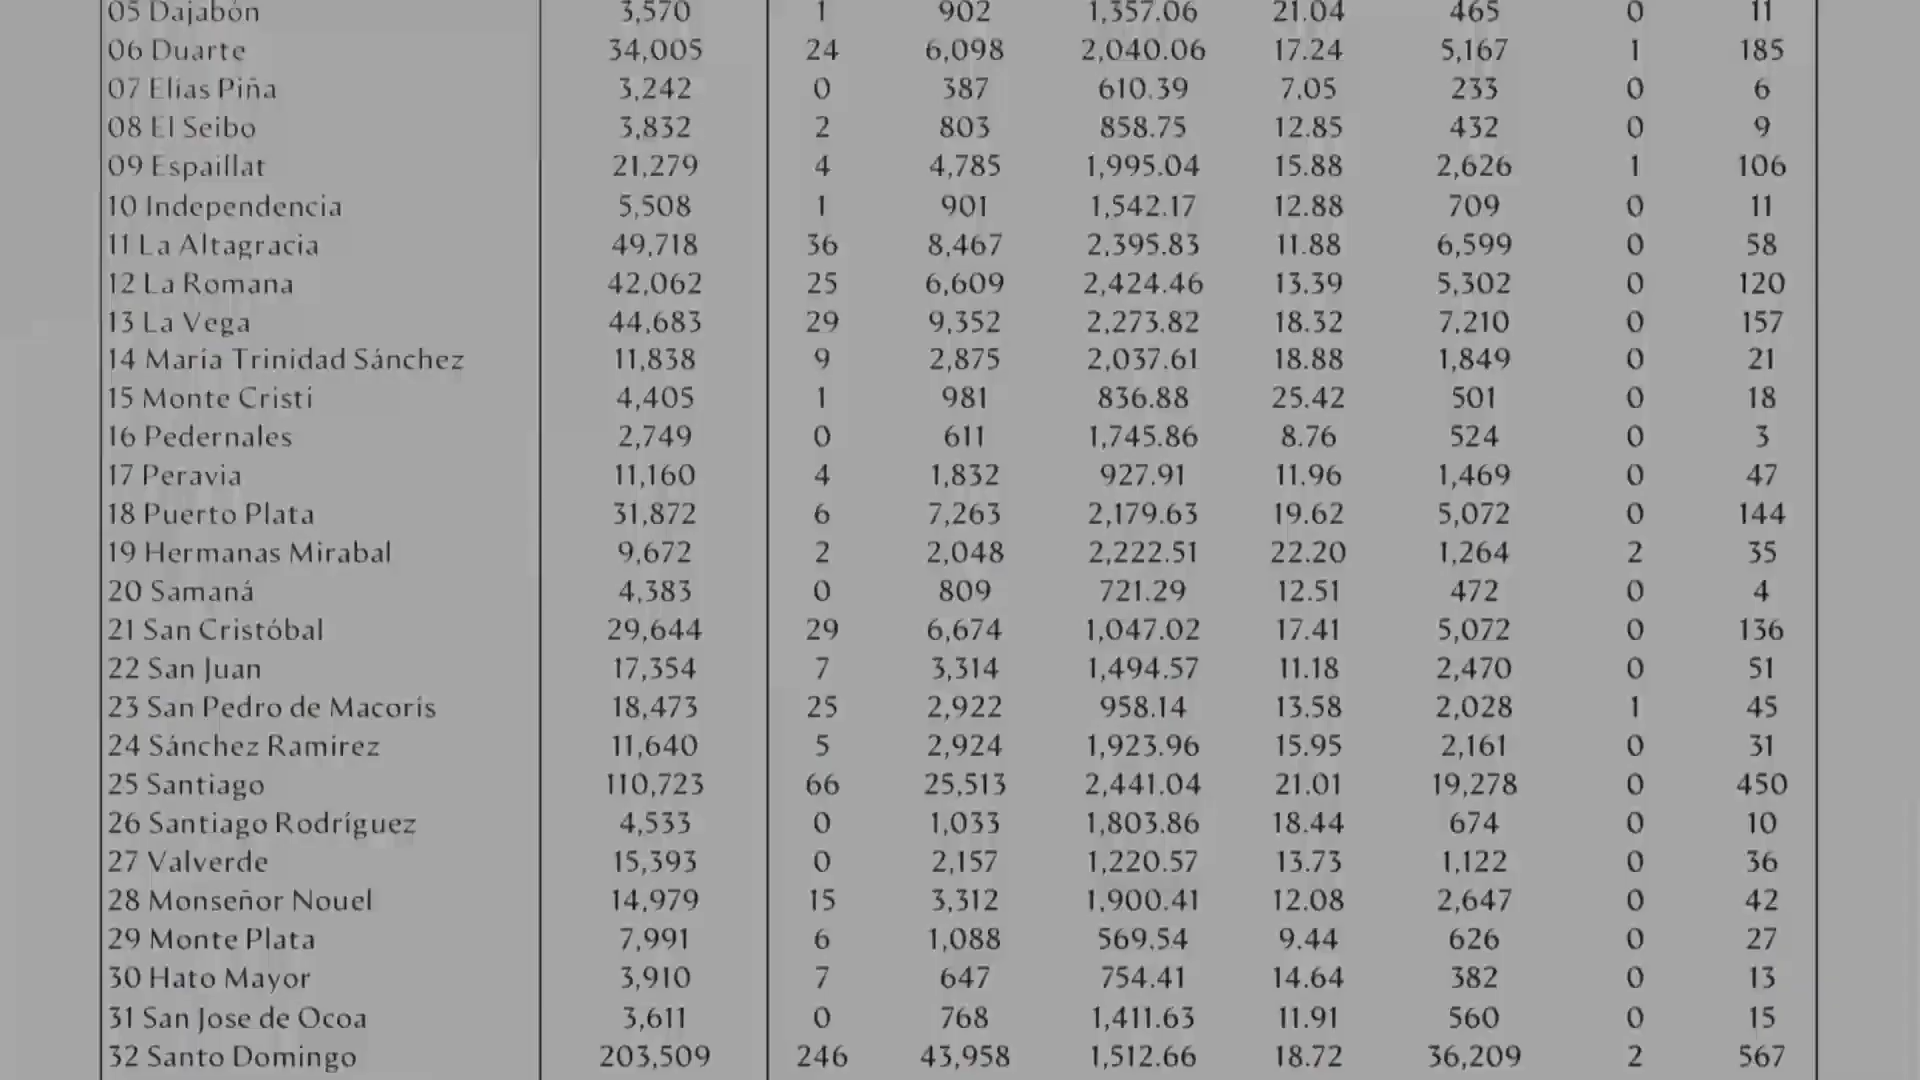 05 Dajabón 3,570 1 902 1,357.06 21.04 465 0 11
06 Duarte 34,005 24 6,098 2,040.06 17.24 5,167 1 185
07 Elías Piña 3,242 0 387 610.39 7.05 233 0 6
08 El Seibo 3,832 2 803 858.75 12.85 432 0 9
09 Espaillat 21,279 4 4,785 1,995.04 15.88 2,626 1 106
10 Independencia 5,508 1 901 1,542.17 12.88 709 0 11
11 La Altagracia 49,718 36 8,467 2,395.83 11.88 6,599 0 58
12 La Romana 42,062 25 6,609 2,424.46 13.39 5,302 0 120
13 La Vega 44,683 29 9,352 2,273.82 18.32 7,210 0 157
14 María Trinidad Sánchez 11,838 9 2,875 2,037.61 18.88 1,849 0 21
15 Monte Cristi 4,405 1 981 836.88 25.42 501 0 18
16 Pedernales 2,749 0 611 1,745.86 8.76 524 0 3
17 Peravia 11,160 4 1,832 927.91 11.96 1,469 0 47
18 Puerto Plata 31,872 6 7,263 2,179.63 19.62 5,072 0 144
19 Hermanas Mirabal 9,672 2 2,048 2,222.51 22.20 1,264 2 35
20 Samaná 4,383 0 809 721.29 12.51 472 0 4
21 San Cristóbal 29,644 29 6,674 1,047.02 17.41 5,072 0 136
22 San Juan 17,354 7 3,314 1,494.57 11.18 2,470 0 51
23 San Pedro de Macorís 18,473 25 2,922 958.14 13.58 2,028 1 45
24 Sánchez Ramírez 11,640 5 2,924 1,923.96 15.95 2,161 0 31
25 Santiago 110,723 66 25,513 2,441.04 21.01 19,278 0 450
26 Santiago Rodríguez 4,533 0 1,033 1,803.86 18.44 674 0 10
27 Valverde 15,393 0 2,157 1,220.57 13.73 1,122 0 36
28 Monseñor Nouel 14,979 15 3,312 1,900.41 12.08 2,647 0 42
29 Monte Plata 7,991 6 1,088 569.54 9.44 626 0 27
30 Hato Mayor 3,910 7 647 754.41 14.64 382 0 13
31 San Jose de Ocoa 3,611 0 768 1,411.63 11.91 560 0 15
32 Santo Domingo 203,509 246 43,958 1,512.66 18.72 36,209 2 567